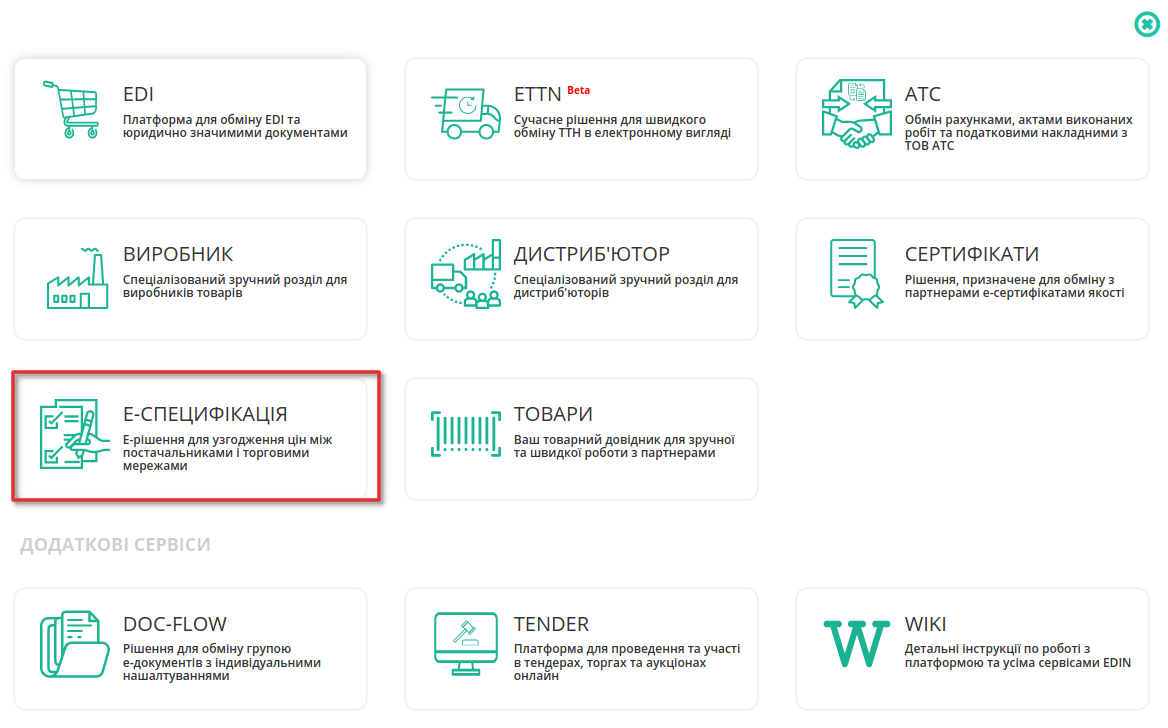 EDI
Платформа для обміну EDI та
юридично значимими документами
ETTN Beta
Сучасне рішення для швидкого
обміну ТТН в електронному вигляді
АТС
Обмін рахунками, актами виконаних
робіт та податковими накладними з
ТОВ АТС
ВИРОБНИК
Спеціалізований зручний розділ для
виробників товарів
ДИСТРИБ'ЮТОР
Спеціалізований зручний розділ для
дистриб'юторів
СЕРТИФІКАТИ
Рішення, призначене для обміну з
партнерами е-сертифікатами якості
Е-СПЕЦИФІКАЦІЯ
Е-рішення для узгодження цін між
постачальниками і торговими
мережами
ТОВАРИ
Ваш товарний довідник для зручної
та швидкої роботи з партнерами
ДОДАТКОВІ СЕРВІСИ
DOC-FLOW
Рішення для обміну групою
е-документів з індивідуальними
нашалтуваннями
TENDER
Платформа для проведення та участі
в тендерах, торгах та аукціонах
онлайн
W
WIKI
Детальні інструкції по роботі з
платформою та усіма сервісами EDIN